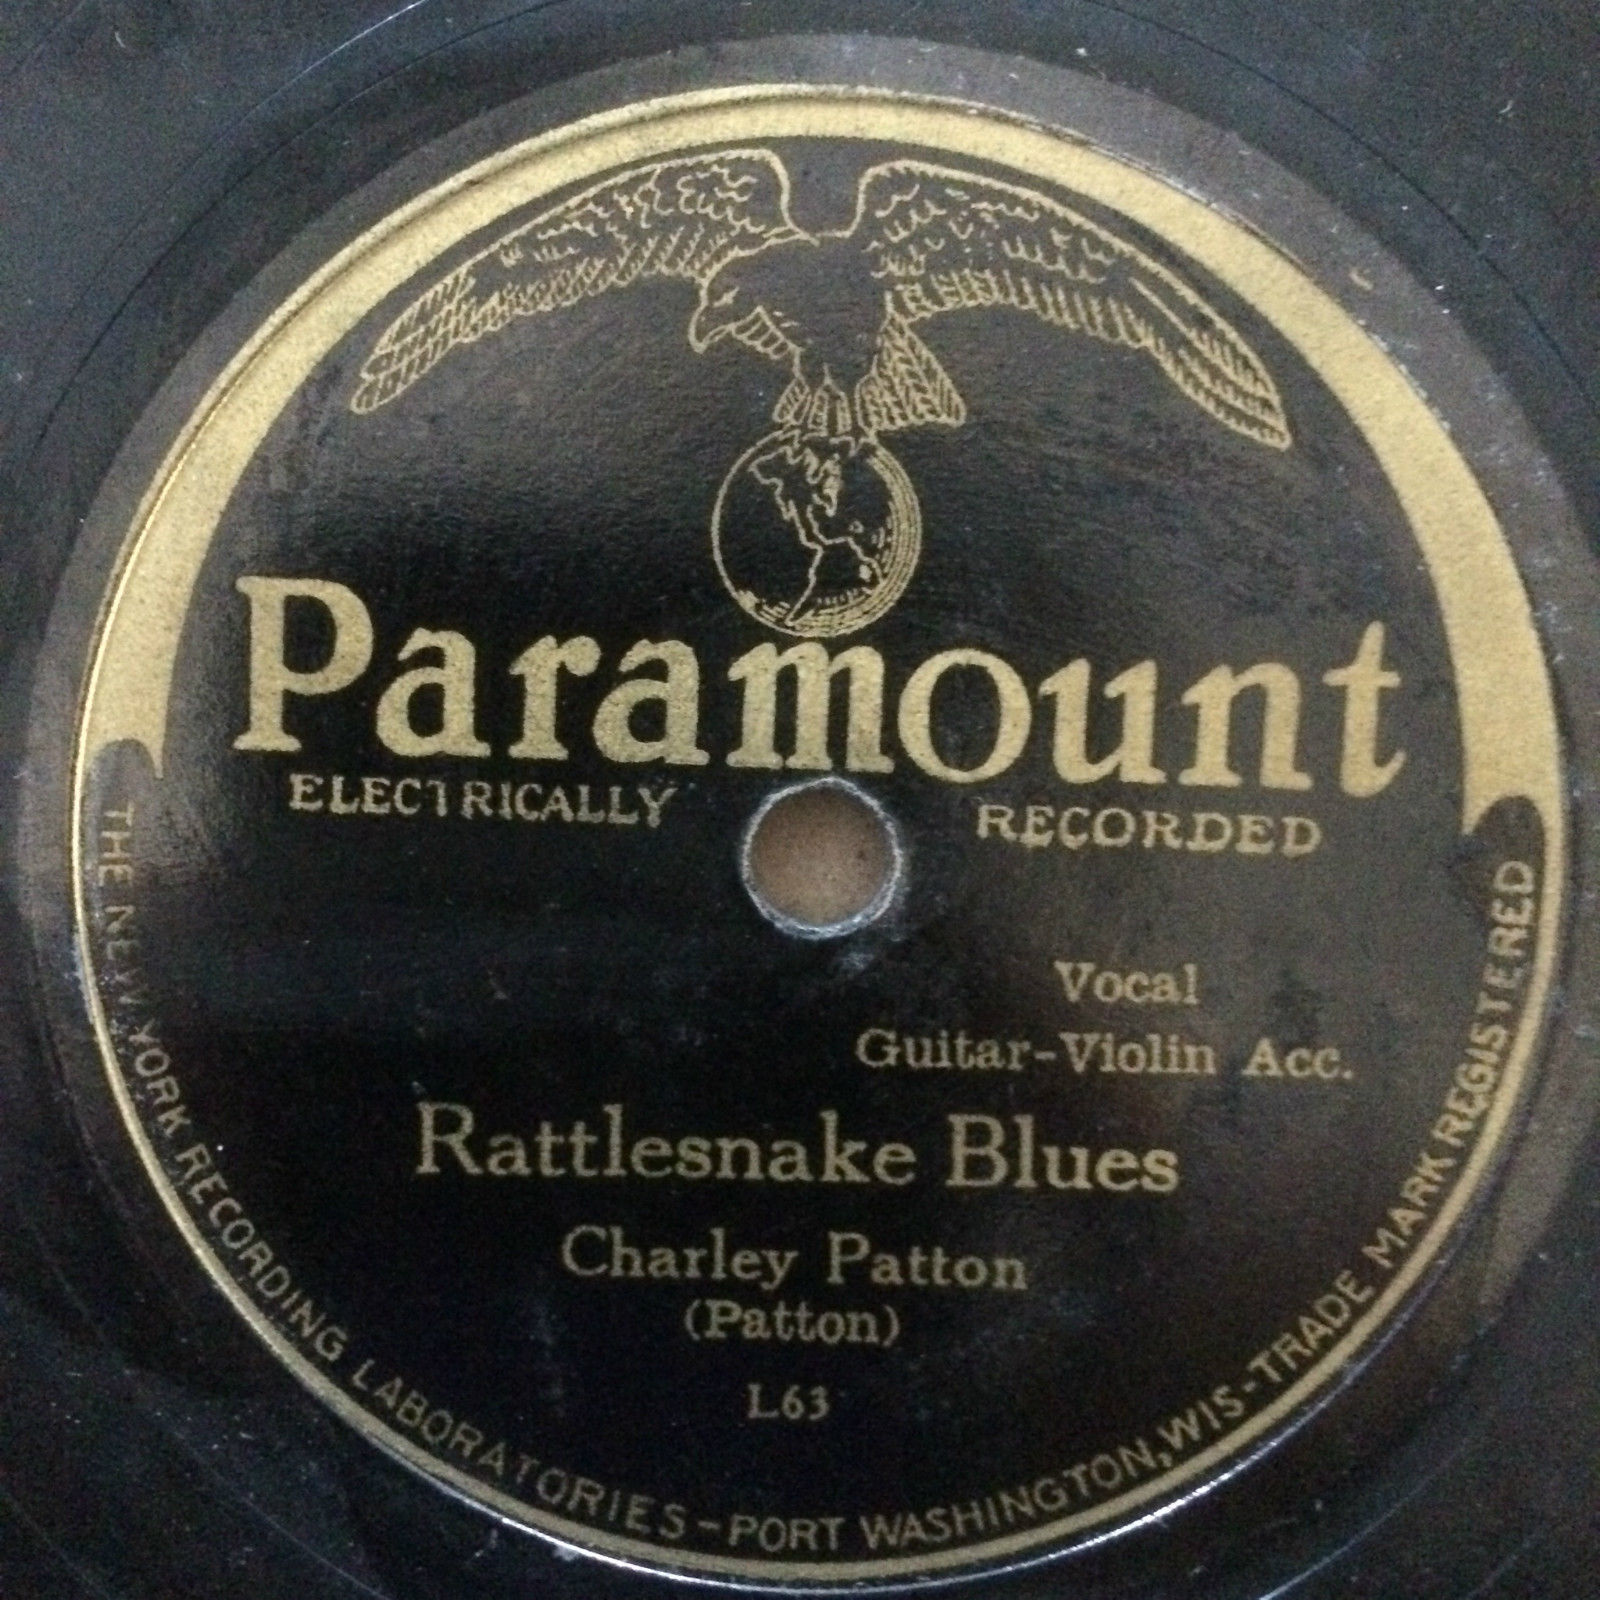 Paramount
ELECTRICALLY RECORDED
Vocal
Guitar-Violin Acc.
Rattlesnake Blues
Charley Patton
(Patton)
L63
THE NEW YORK RECORDING LABORATORIES-PORT WASHINGTON, WIS-TRADE MARK REGISTERED